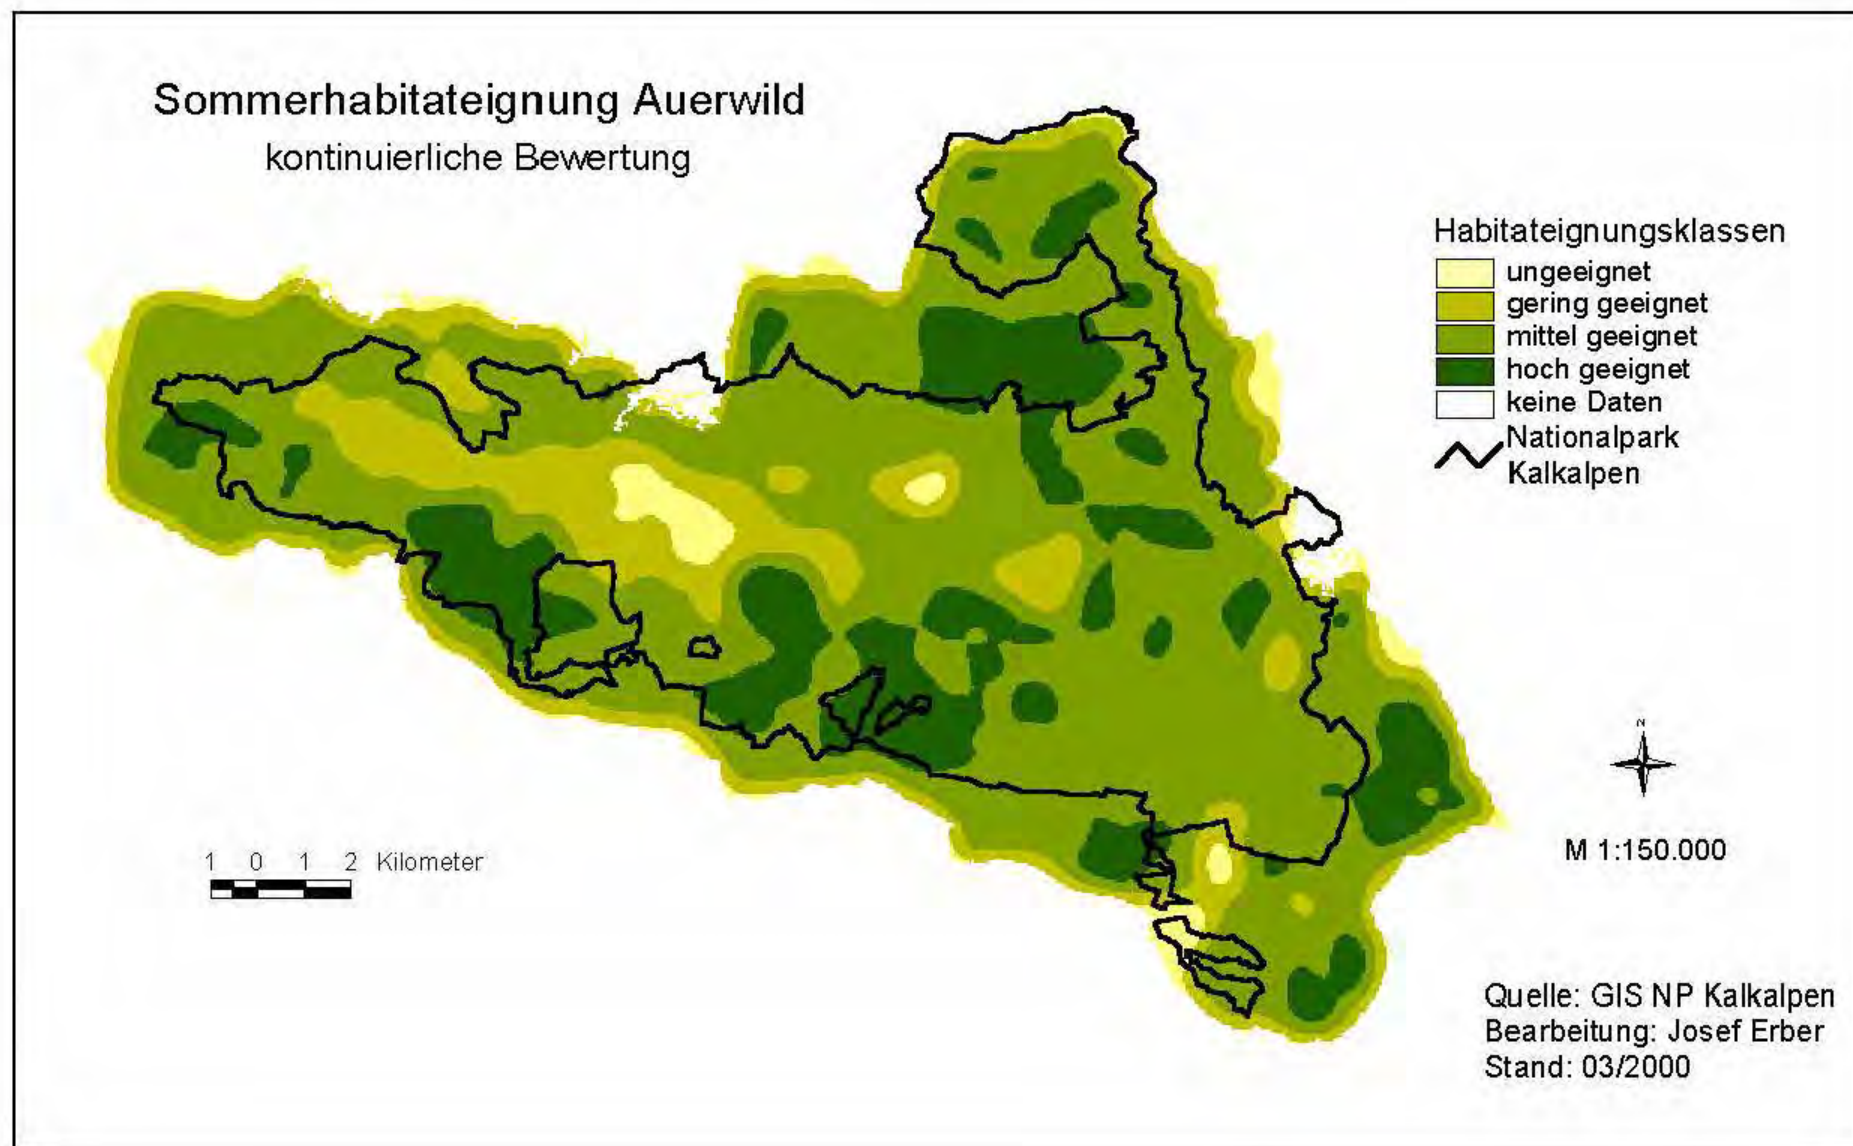 Sommerhabitateignung Auerwild
kontinuierliche Bewertung
Habitateignungsklassen
ungeeignet
gering geeignet
mittel geeignet
hoch geeignet
keine Daten
Nationalpark
Kalkalpen
N
M 1:150.000
1 0 1 2 Kilometer
Quelle: GIS NP Kalkalpen
Bearbeitung: Josef Erber
Stand: 03/2000